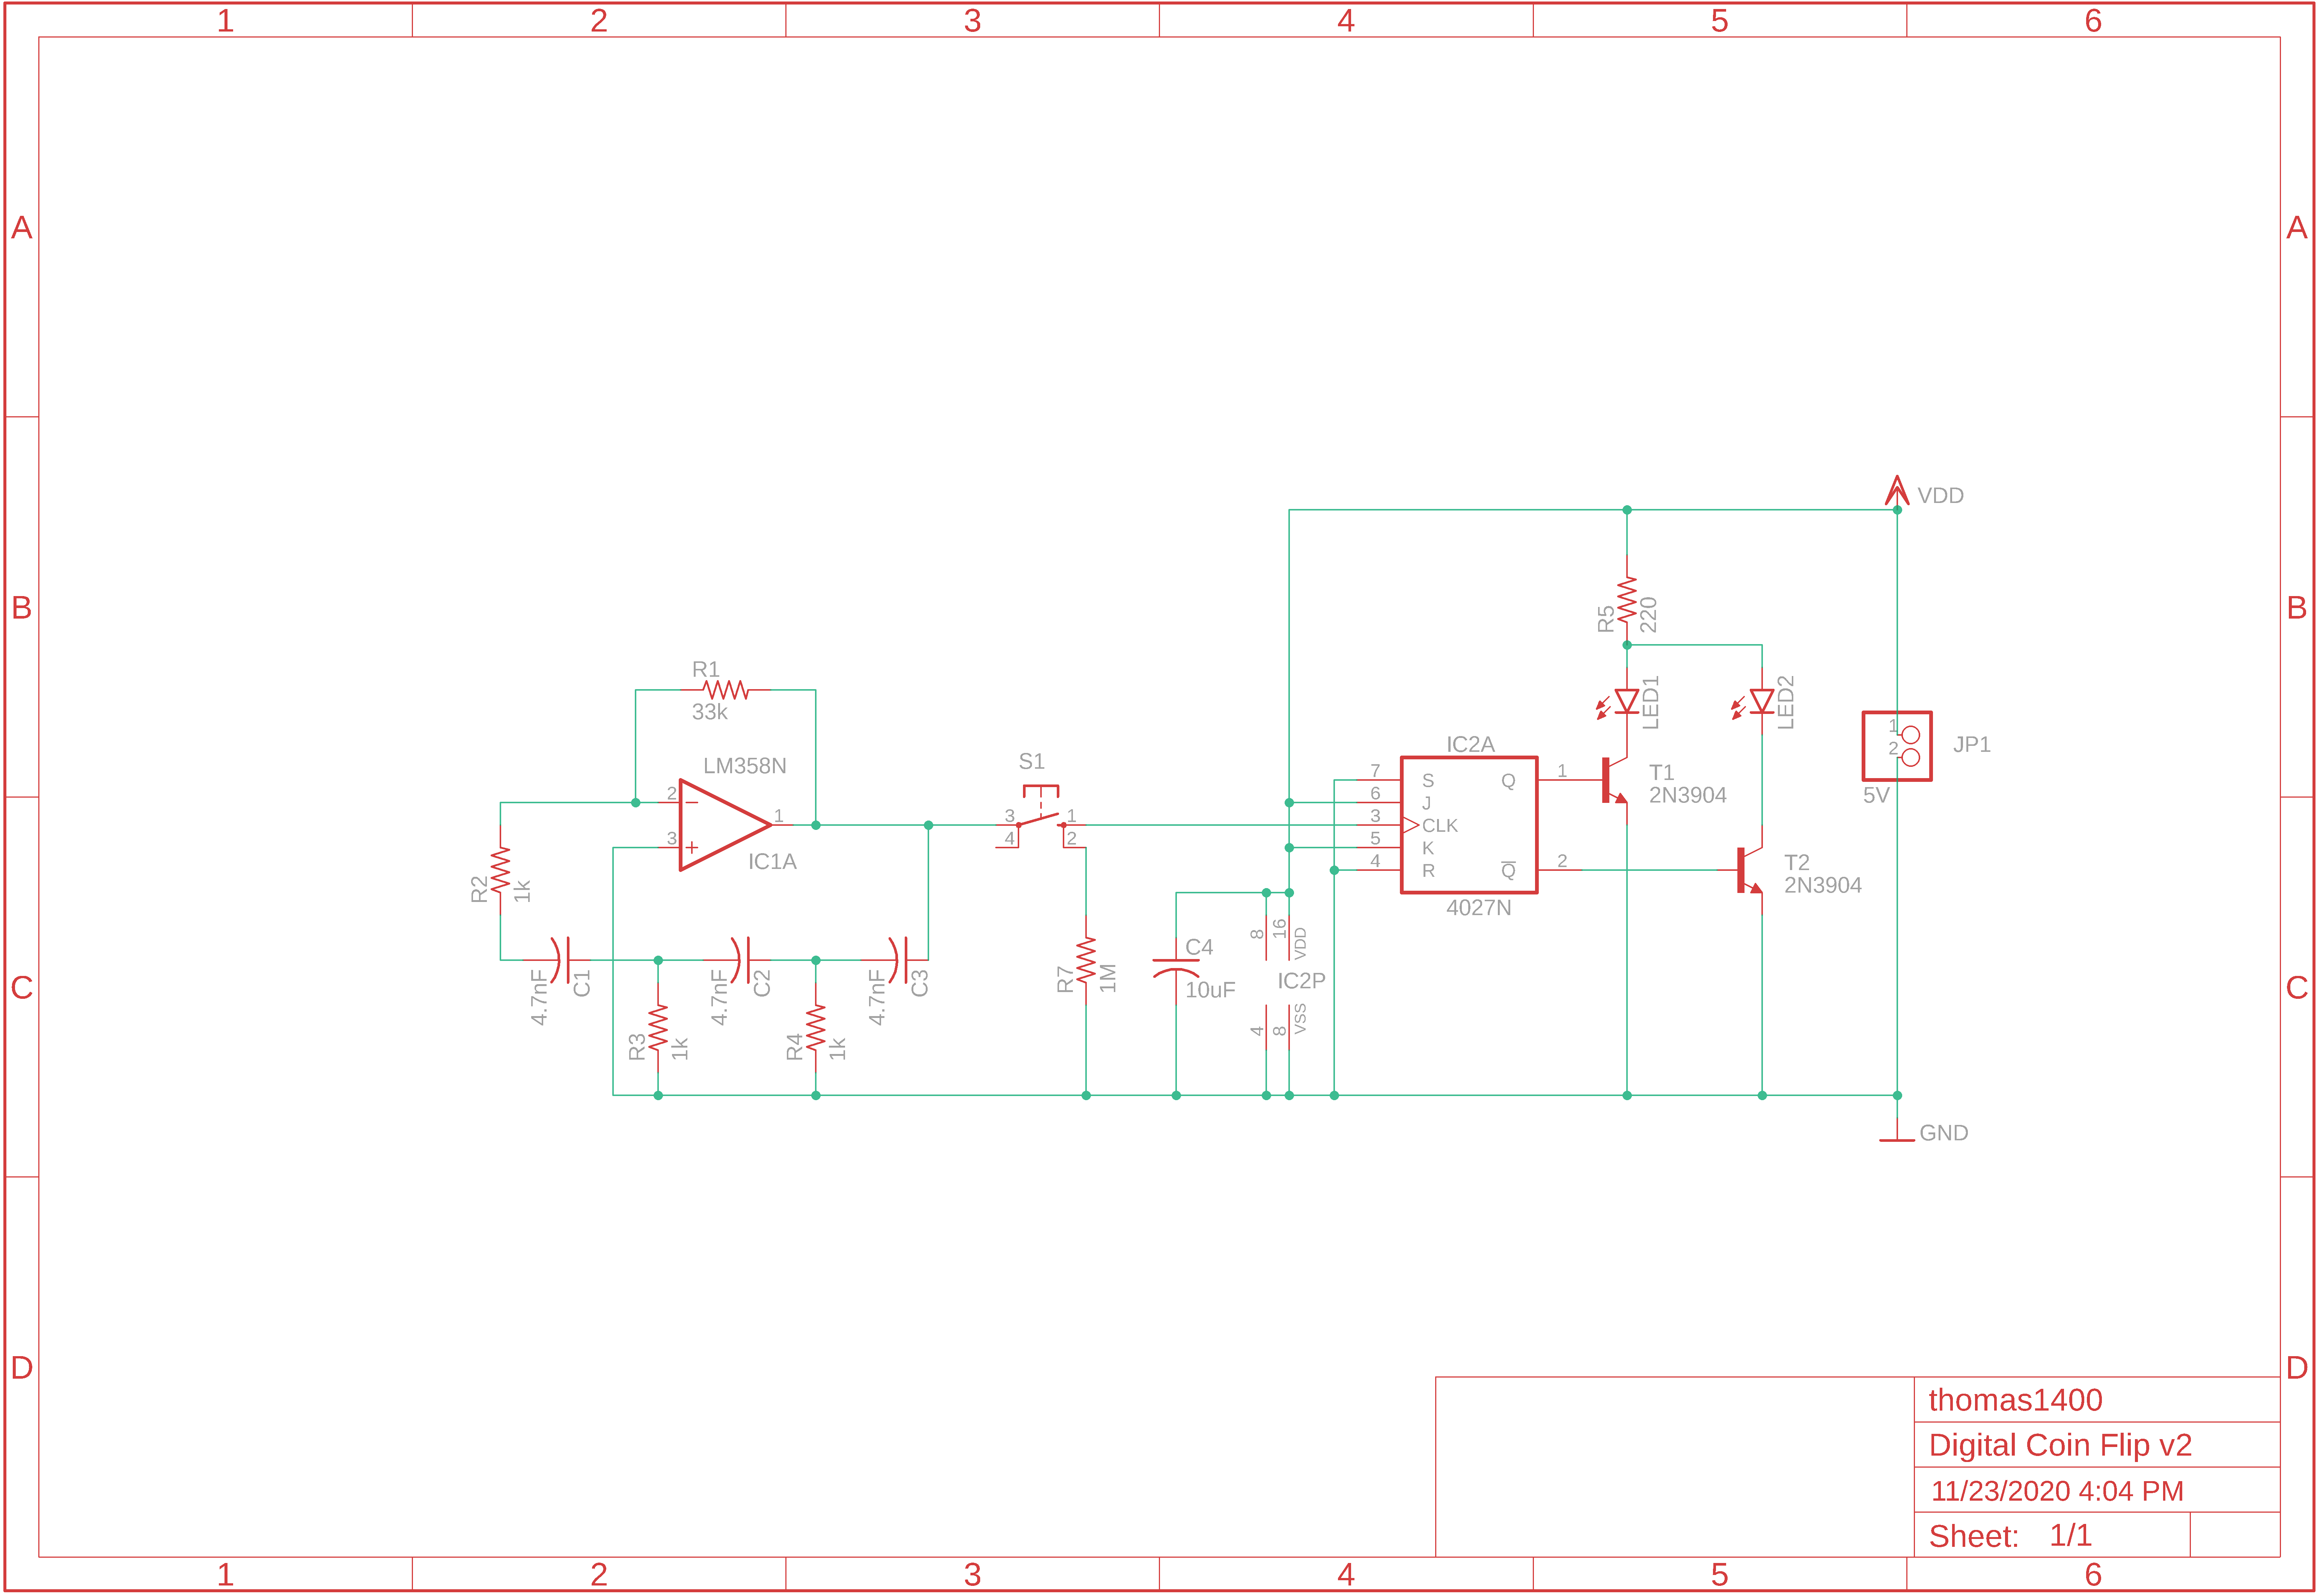 1 2 3 4 5 6
A A
VDD
B B
R5
220
R1
33k
LED1
LED2
1
2
JP1
5V
LM358N
2
3
1
IC1A
S1
3
4
1
2
IC2A
7 S Q 1
6 J
3 CLK
5 K
4 R Q 2
4027N
T1
2N3904
T2
2N3904
R2
1k
C C
4.7nF
C1
4.7nF
C2
4.7nF
C3
R3
1k
R4
1k
R7
1M
C4
10uF
8
16
VDD
IC2P
4
8
VSS
GND
D D
thomas1400
Digital Coin Flip v2
11/23/2020 4:04 PM
Sheet: 1/1
1 2 3 4 5 6